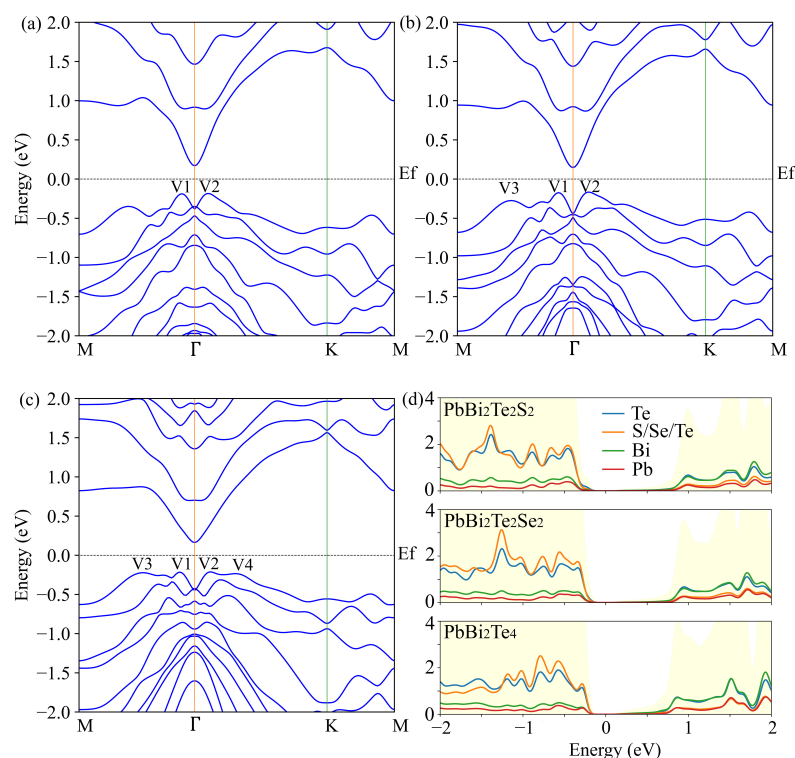 (a)
2.0
1.5
1.0
0.5
0.0
−0.5
−1.0
−1.5
−2.0
Energy (eV)
V1
V2
Ef
M
Γ
K
M
(b)
2.0
1.5
1.0
0.5
0.0
−0.5
−1.0
−1.5
−2.0
V3
V1
V2
Ef
M
Γ
K
M
(c)
2.0
1.5
1.0
0.5
0.0
−0.5
−1.0
−1.5
−2.0
Energy (eV)
V3
V1
V2
V4
Ef
M
Γ
K
M
(d)
4
2
0
PbBi₂Te₂S₂
Te
S/Se/Te
Bi
Pb
4
2
0
PbBi₂Te₂Se₂
4
2
0
PbBi₂Te₄
−2
−1
0
1
2
Energy (eV)